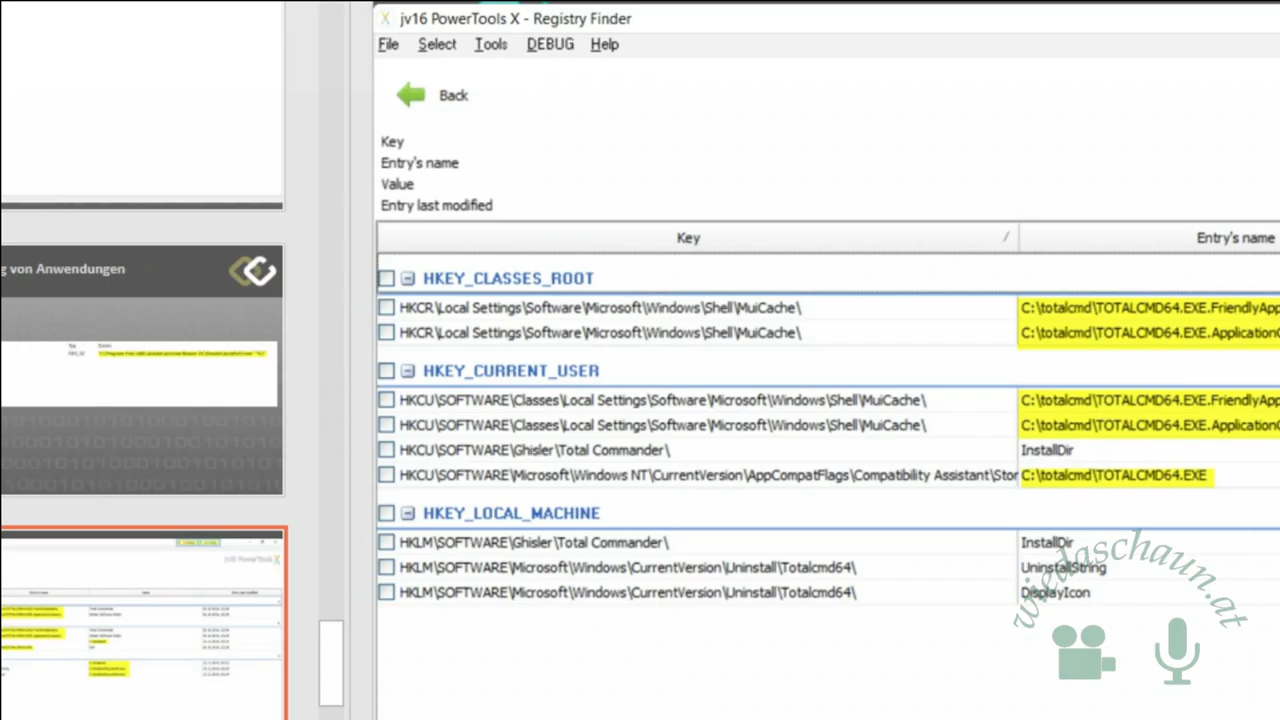 jv16 PowerTools X - Registry Finder
File Select Tools DEBUG Help
Back
Key
Entry's name
Value
Entry last modified
Key Entry's name
HKEY_CLASSES_ROOT
HKCR\Local Settings\Software\Microsoft\Windows\Shell\MuiCache\ C:\totalcmd\TOTALCMD64.EXE.FriendlyApp
HKCR\Local Settings\Software\Microsoft\Windows\Shell\MuiCache\ C:\totalcmd\TOTALCMD64.EXE.ApplicationC
HKEY_CURRENT_USER
HKCU\SOFTWARE\Classes\Local Settings\Software\Microsoft\Windows\Shell\MuiCache\ C:\totalcmd\TOTALCMD64.EXE.FriendlyApp
HKCU\SOFTWARE\Classes\Local Settings\Software\Microsoft\Windows\Shell\MuiCache\ C:\totalcmd\TOTALCMD64.EXE.ApplicationC
HKCU\SOFTWARE\Ghisler\Total Commander\ InstallDir
HKCU\SOFTWARE\Microsoft\Windows NT\CurrentVersion\AppCompatFlags\Compatibility Assistant\Stor C:\totalcmd\TOTALCMD64.EXE
HKEY_LOCAL_MACHINE
HKLM\SOFTWARE\Ghisler\Total Commander\ InstallDir
HKLM\SOFTWARE\Microsoft\Windows\CurrentVersion\Uninstall\Totalcmd64\ UninstallString
HKLM\SOFTWARE\Microsoft\Windows\CurrentVersion\Uninstall\Totalcmd64\ DisplayIcon
g von Anwendungen
jv16 PowerTools X
wiedaschaun.at